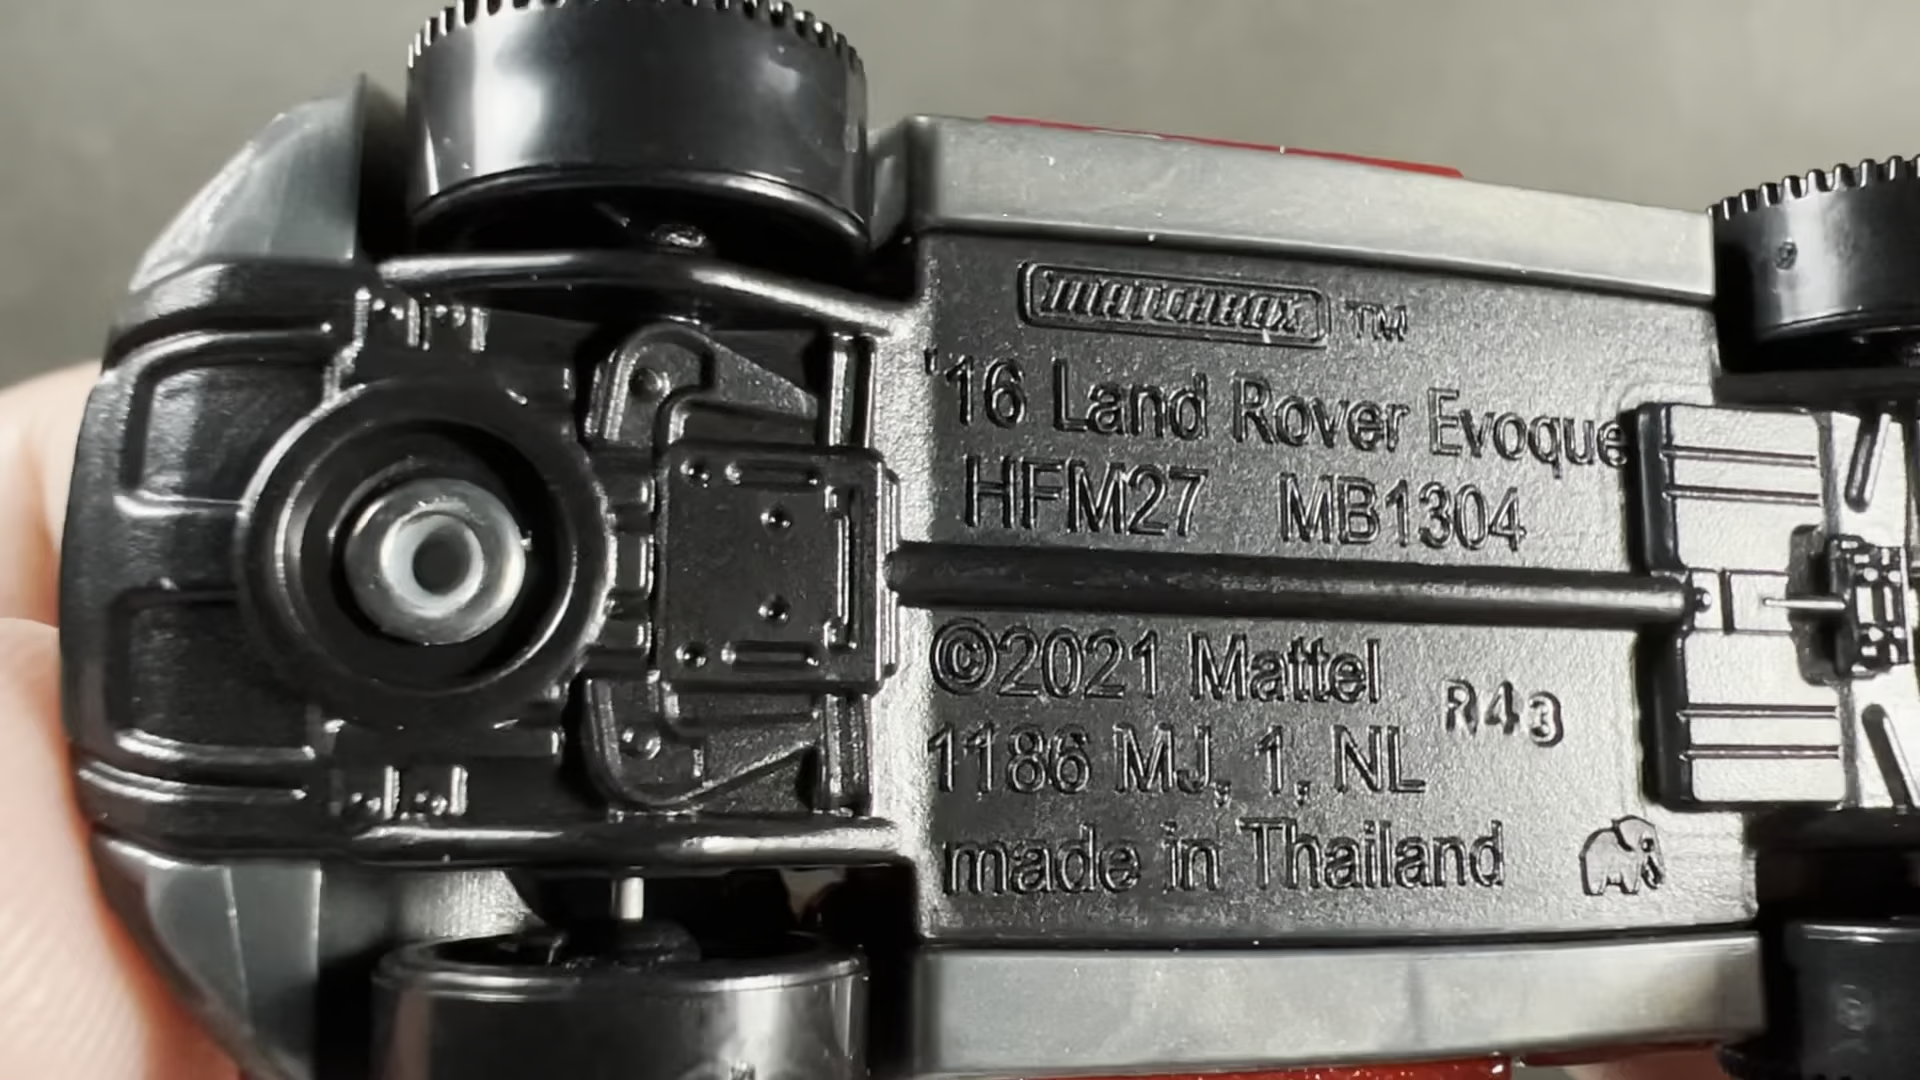 MATCHBOX TM
'16 Land Rover Evoque
HFM27 MB1304
©2021 Mattel
R43
1186 MJ, 1, NL
made in Thailand